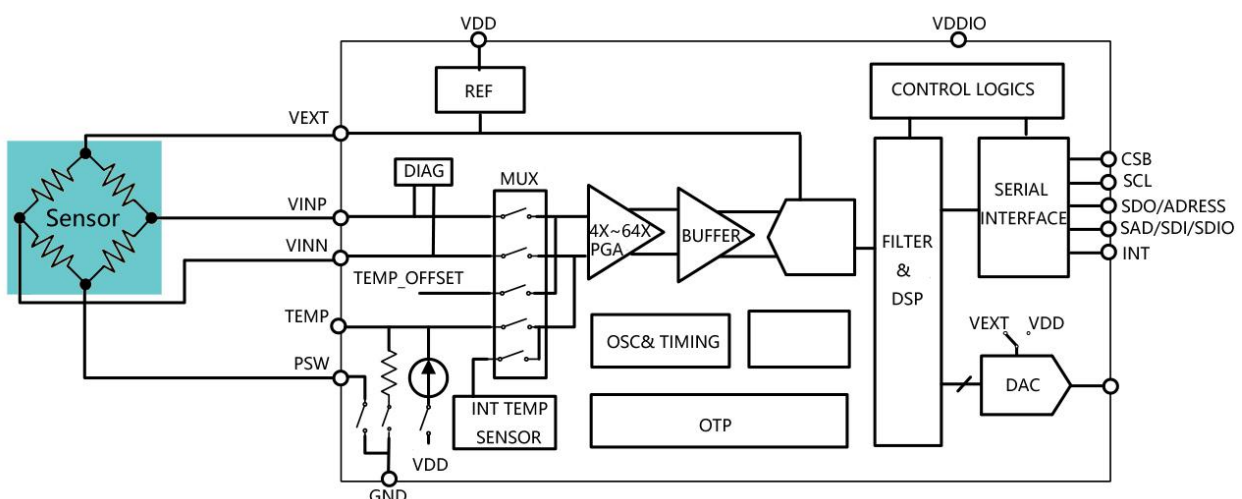 VDD
VDDIO
REF
CONTROL LOGICS
VEXT
DIAG
MUX
CSB
SCL
SERIAL
INTERFACE
SDO/ADRESS
SAD/SDI/SDIO
INT
Sensor
VINP
VINN
4X~64X
PGA
BUFFER
FILTER
&
DSP
TEMP_OFFSET
TEMP
OSC& TIMING
VEXT
VDD
PSW
DAC
INT TEMP
SENSOR
OTP
VDD
GND